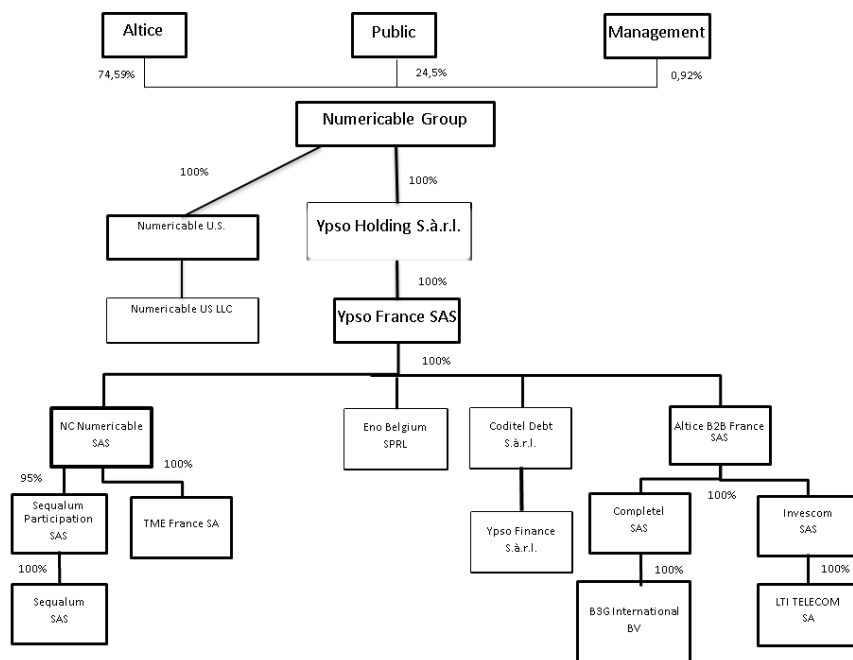 Altice
Public
Management
74,59%
24,5%
0,92%
Numericable Group
100%
100%
Numericable U.S.
Ypso Holding S.à.r.l.
100%
Numericable US LLC
Ypso France SAS
100%
NC Numericable
SAS
Eno Belgium
SPRL
Coditel Debt
S.à.r.l.
Altice B2B France
SAS
95%
100%
100%
Sequalum
Participation
SAS
TME France SA
Ypso Finance
S.à.r.l.
Completel
SAS
Invescom
SAS
100%
100%
100%
Sequalum
SAS
B3G International
BV
LTI TELECOM
SA